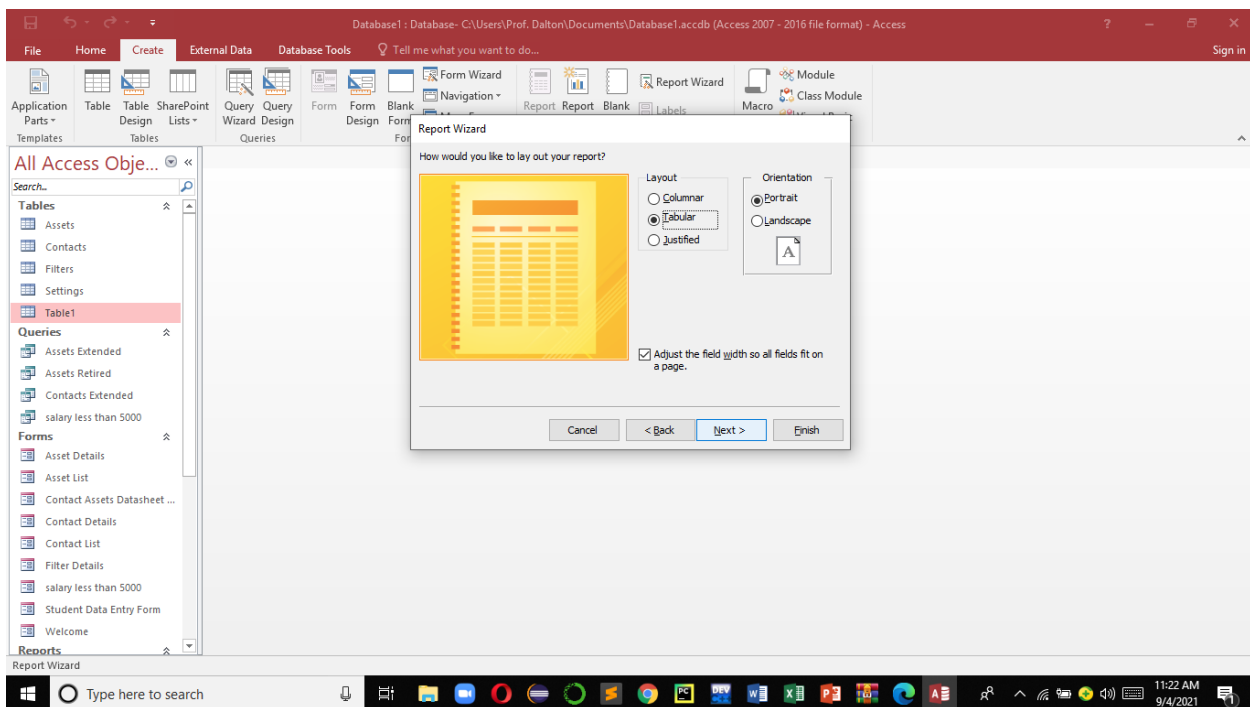 Database1 : Database- C:\Users\Prof. Dalton\Documents\Database1.accdb (Access 2007 - 2016 file format) - Access
?
File Home Create External Data Database Tools Tell me what you want to do... Sign in
Application Parts
Table
Table Design
SharePoint Lists
Query Wizard
Query Design
Form
Form Design
Blank Form
Form Wizard
Navigation
Report
Report
Blank
Report Wizard
Labels
Macro
Module
Class Module
Templates Tables Queries For
All Access Obje...
Search...
Tables
Assets
Contacts
Filters
Settings
Table1
Queries
Assets Extended
Assets Retired
Contacts Extended
salary less than 5000
Forms
Asset Details
Asset List
Contact Assets Datasheet ...
Contact Details
Contact List
Filter Details
salary less than 5000
Student Data Entry Form
Welcome
Reports
Report Wizard
How would you like to lay out your report?
Layout
Columnar
Tabular
Justified
Orientation
Portrait
Landscape
A
Adjust the field width so all fields fit on
a page.
Cancel < Back Next > Finish
Report Wizard
Type here to search
PC
DEV
11:22 AM
9/4/2021